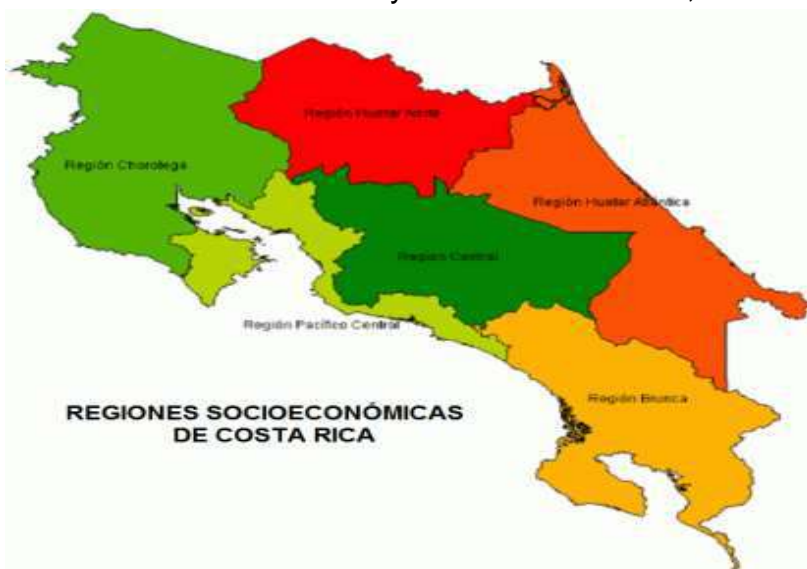 Región Huetar Norte
Región Chorotega
Región Huetar Atlántica
Región Central
Región Pacífico Central
Región Brunca
REGIONES SOCIOECONÓMICAS
DE COSTA RICA